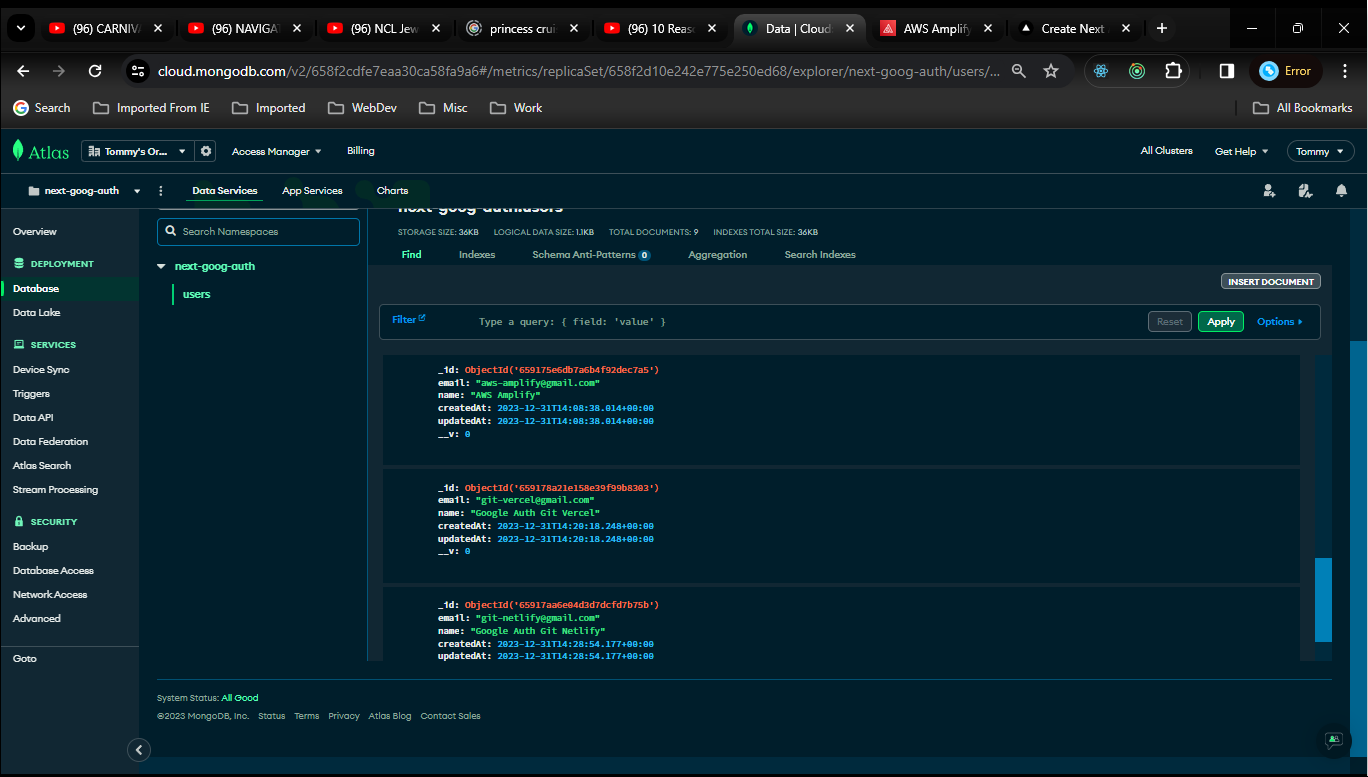 (96) CARNIV
(96) NAVIGA
(96) NCL Jew
princess crui
(96) 10 Reas
Data | Cloud
AWS Amplify
Create Next
cloud.mongodb.com/v2/658f2cdfe7eaa30ca58fa9a6#/metrics/replicaSet/658f2d10e242e775e250ed68/explorer/next-goog-auth/users/...
Error
Search
Imported From IE
Imported
WebDev
Misc
Work
All Bookmarks
Atlas
Tommy's Or...
Access Manager
Billing
All Clusters
Get Help
Tommy
next-goog-auth
Data Services
App Services
Charts
Overview
DEPLOYMENT
Database
Data Lake
SERVICES
Device Sync
Triggers
Data API
Data Federation
Atlas Search
Stream Processing
SECURITY
Backup
Database Access
Network Access
Advanced
Goto
Search Namespaces
next-goog-auth
users
next-goog-auth.users
STORAGE SIZE: 36KB LOGICAL DATA SIZE: 1.1KB TOTAL DOCUMENTS: 9 INDEXES TOTAL SIZE: 36KB
Find Indexes Schema Anti-Patterns 0 Aggregation Search Indexes
INSERT DOCUMENT
Filter Type a query: { field: 'value' } Reset Apply Options
_id: ObjectId('659175e6db7a6b4f92dec7a5')
email: "aws-amplify@gmail.com"
name: "AWS Amplify"
createdAt: 2023-12-31T14:08:38.014+00:00
updatedAt: 2023-12-31T14:08:38.014+00:00
__v: 0
_id: ObjectId('659178a21e158e39f99b8303')
email: "git-vercel@gmail.com"
name: "Google Auth Git Vercel"
createdAt: 2023-12-31T14:20:18.248+00:00
updatedAt: 2023-12-31T14:20:18.248+00:00
__v: 0
_id: ObjectId('65917aa6e04d3d7dcfd7b75b')
email: "git-netlify@gmail.com"
name: "Google Auth Git Netlify"
createdAt: 2023-12-31T14:28:54.177+00:00
updatedAt: 2023-12-31T14:28:54.177+00:00
System Status: All Good
©2023 MongoDB, Inc. Status Terms Privacy Atlas Blog Contact Sales